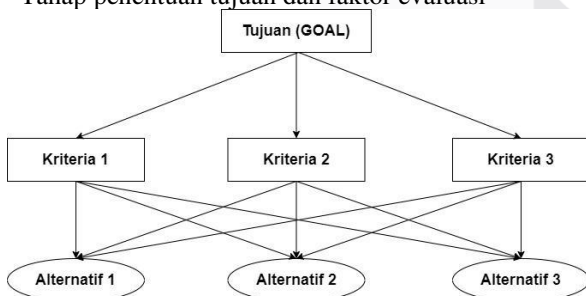 Tahap penentuan tujuan dan faktor evaluasi
Tujuan (GOAL)
Kriteria 1 Kriteria 2 Kriteria 3
Alternatif 1 Alternatif 2 Alternatif 3